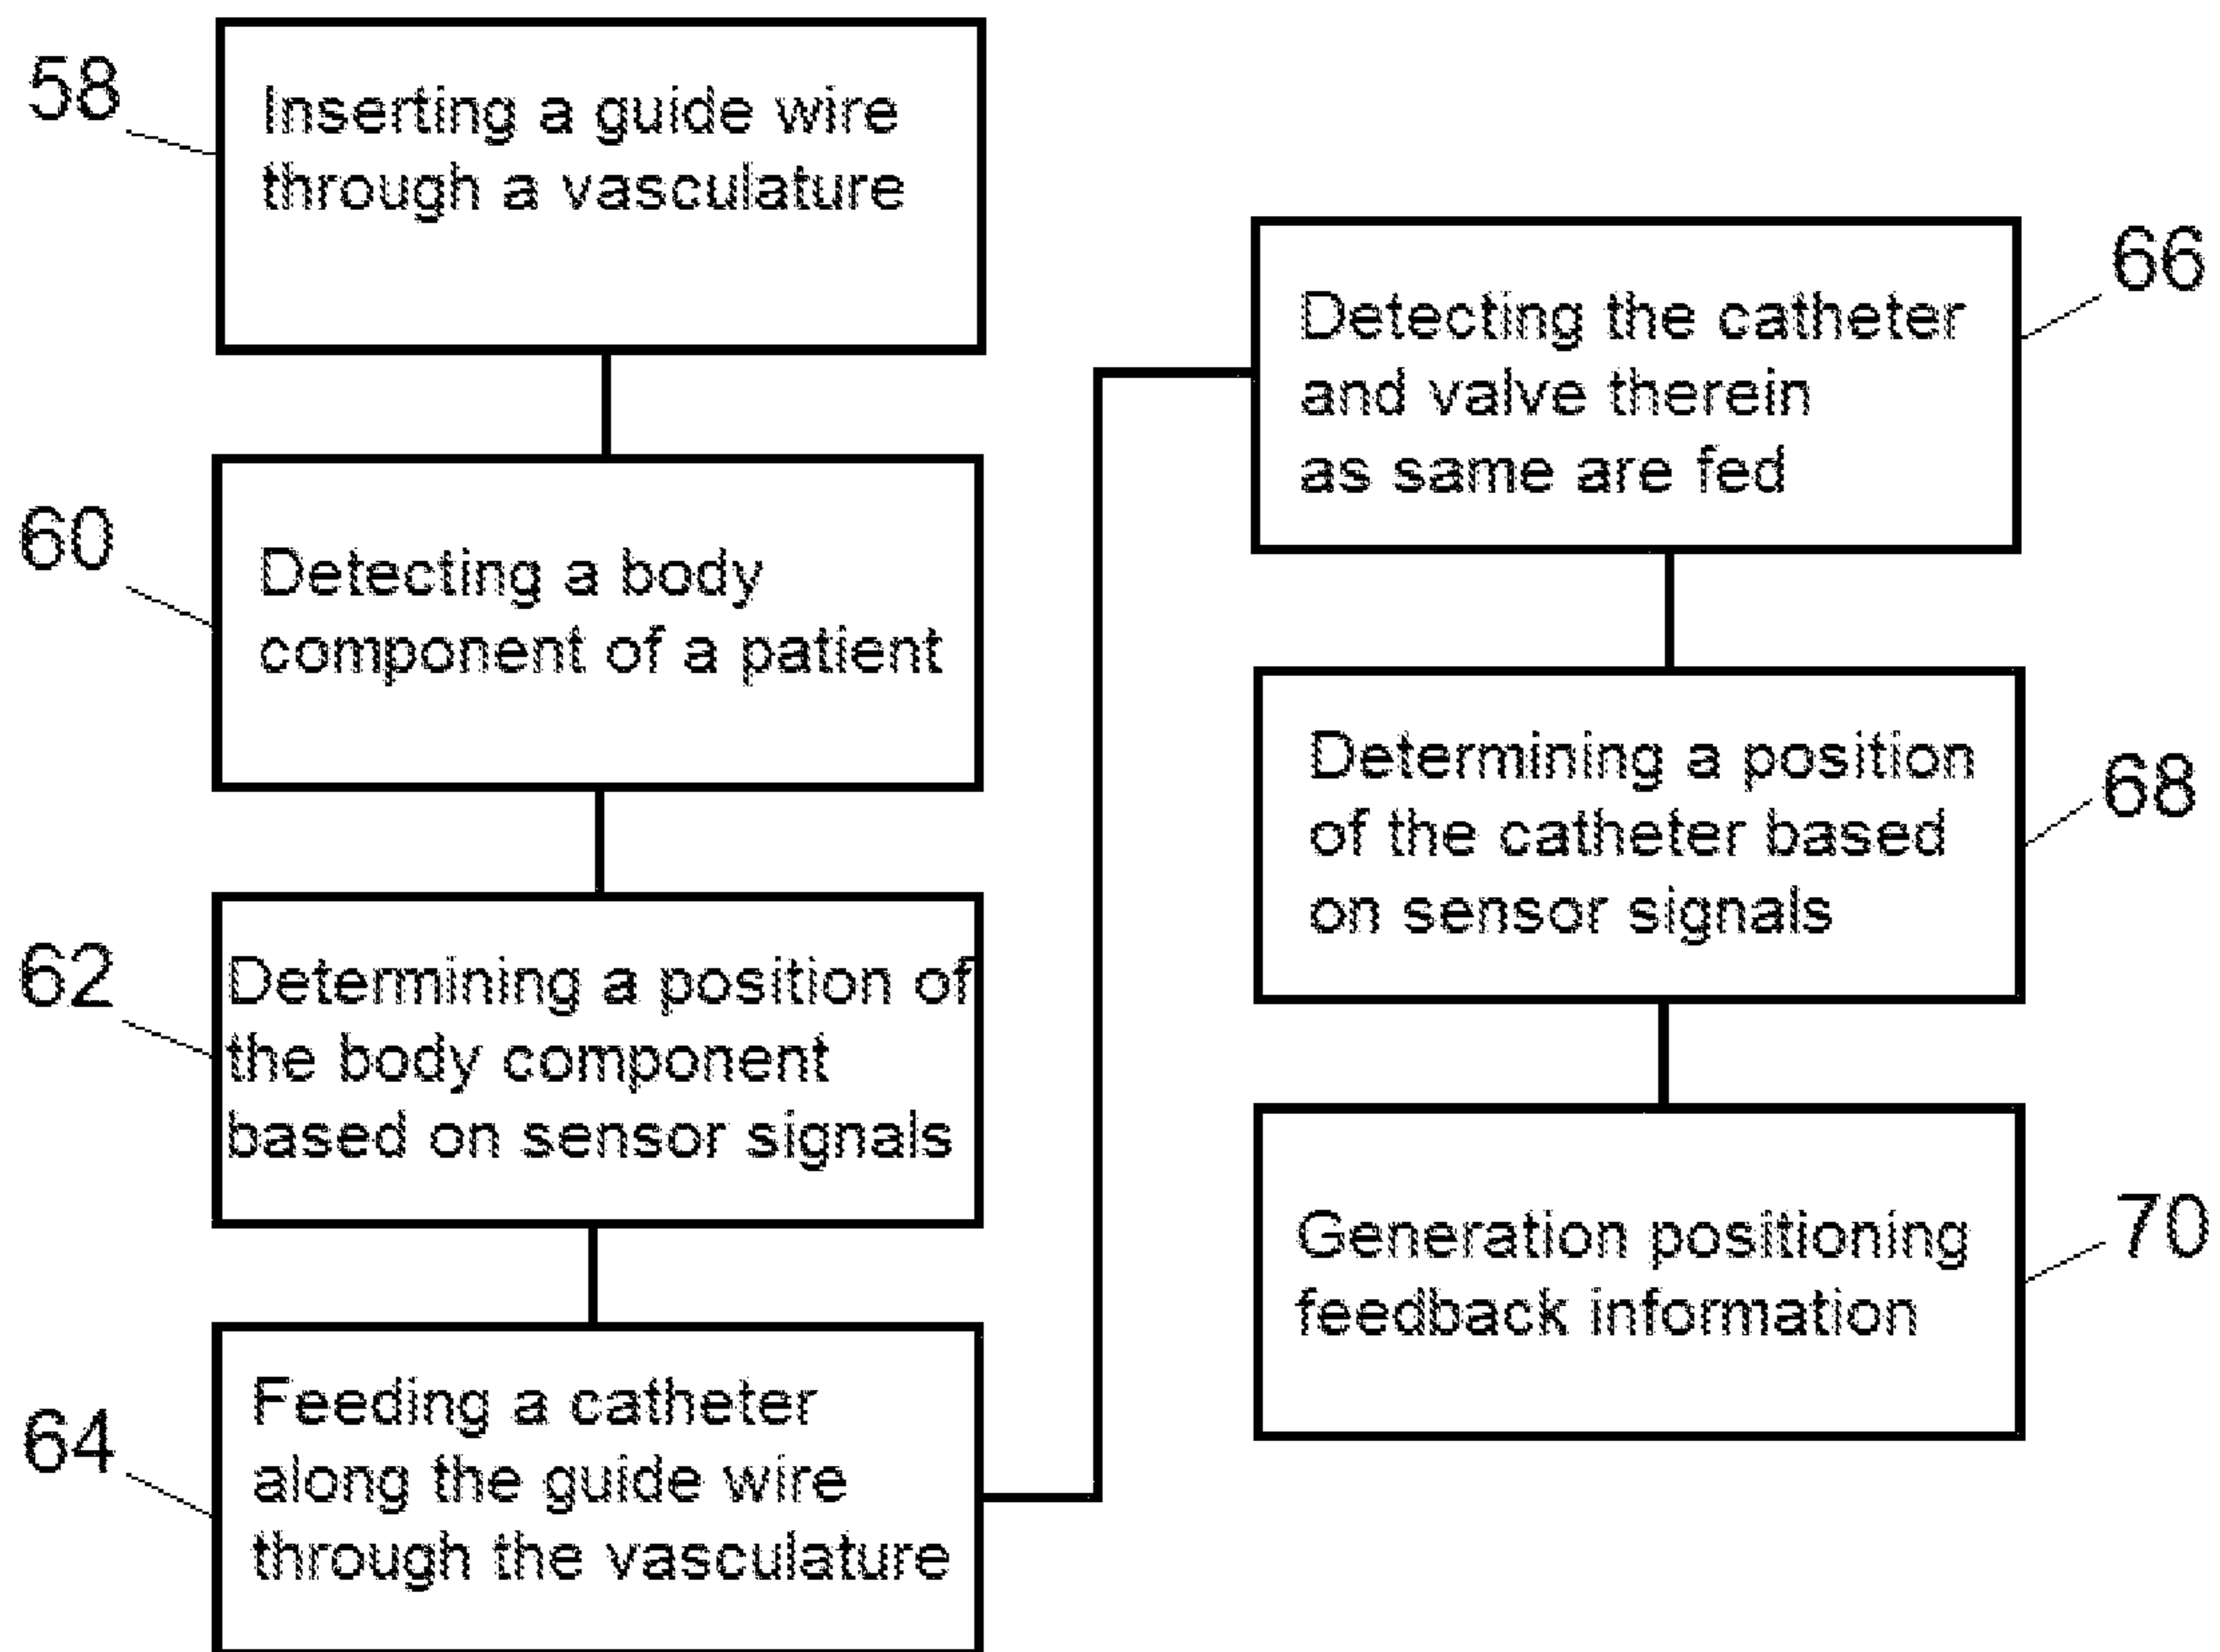 58
Inserting a guide wire
through a vasculature
60
Detecting a body
component of a patient
62
Determining a position of
the body component
based on sensor signals
64
Feeding a catheter
along the guide wire
through the vasculature
66
Detecting the catheter
and valve therein
as same are fed
68
Determining a position
of the catheter based
on sensor signals
70
Generation positioning
feedback information